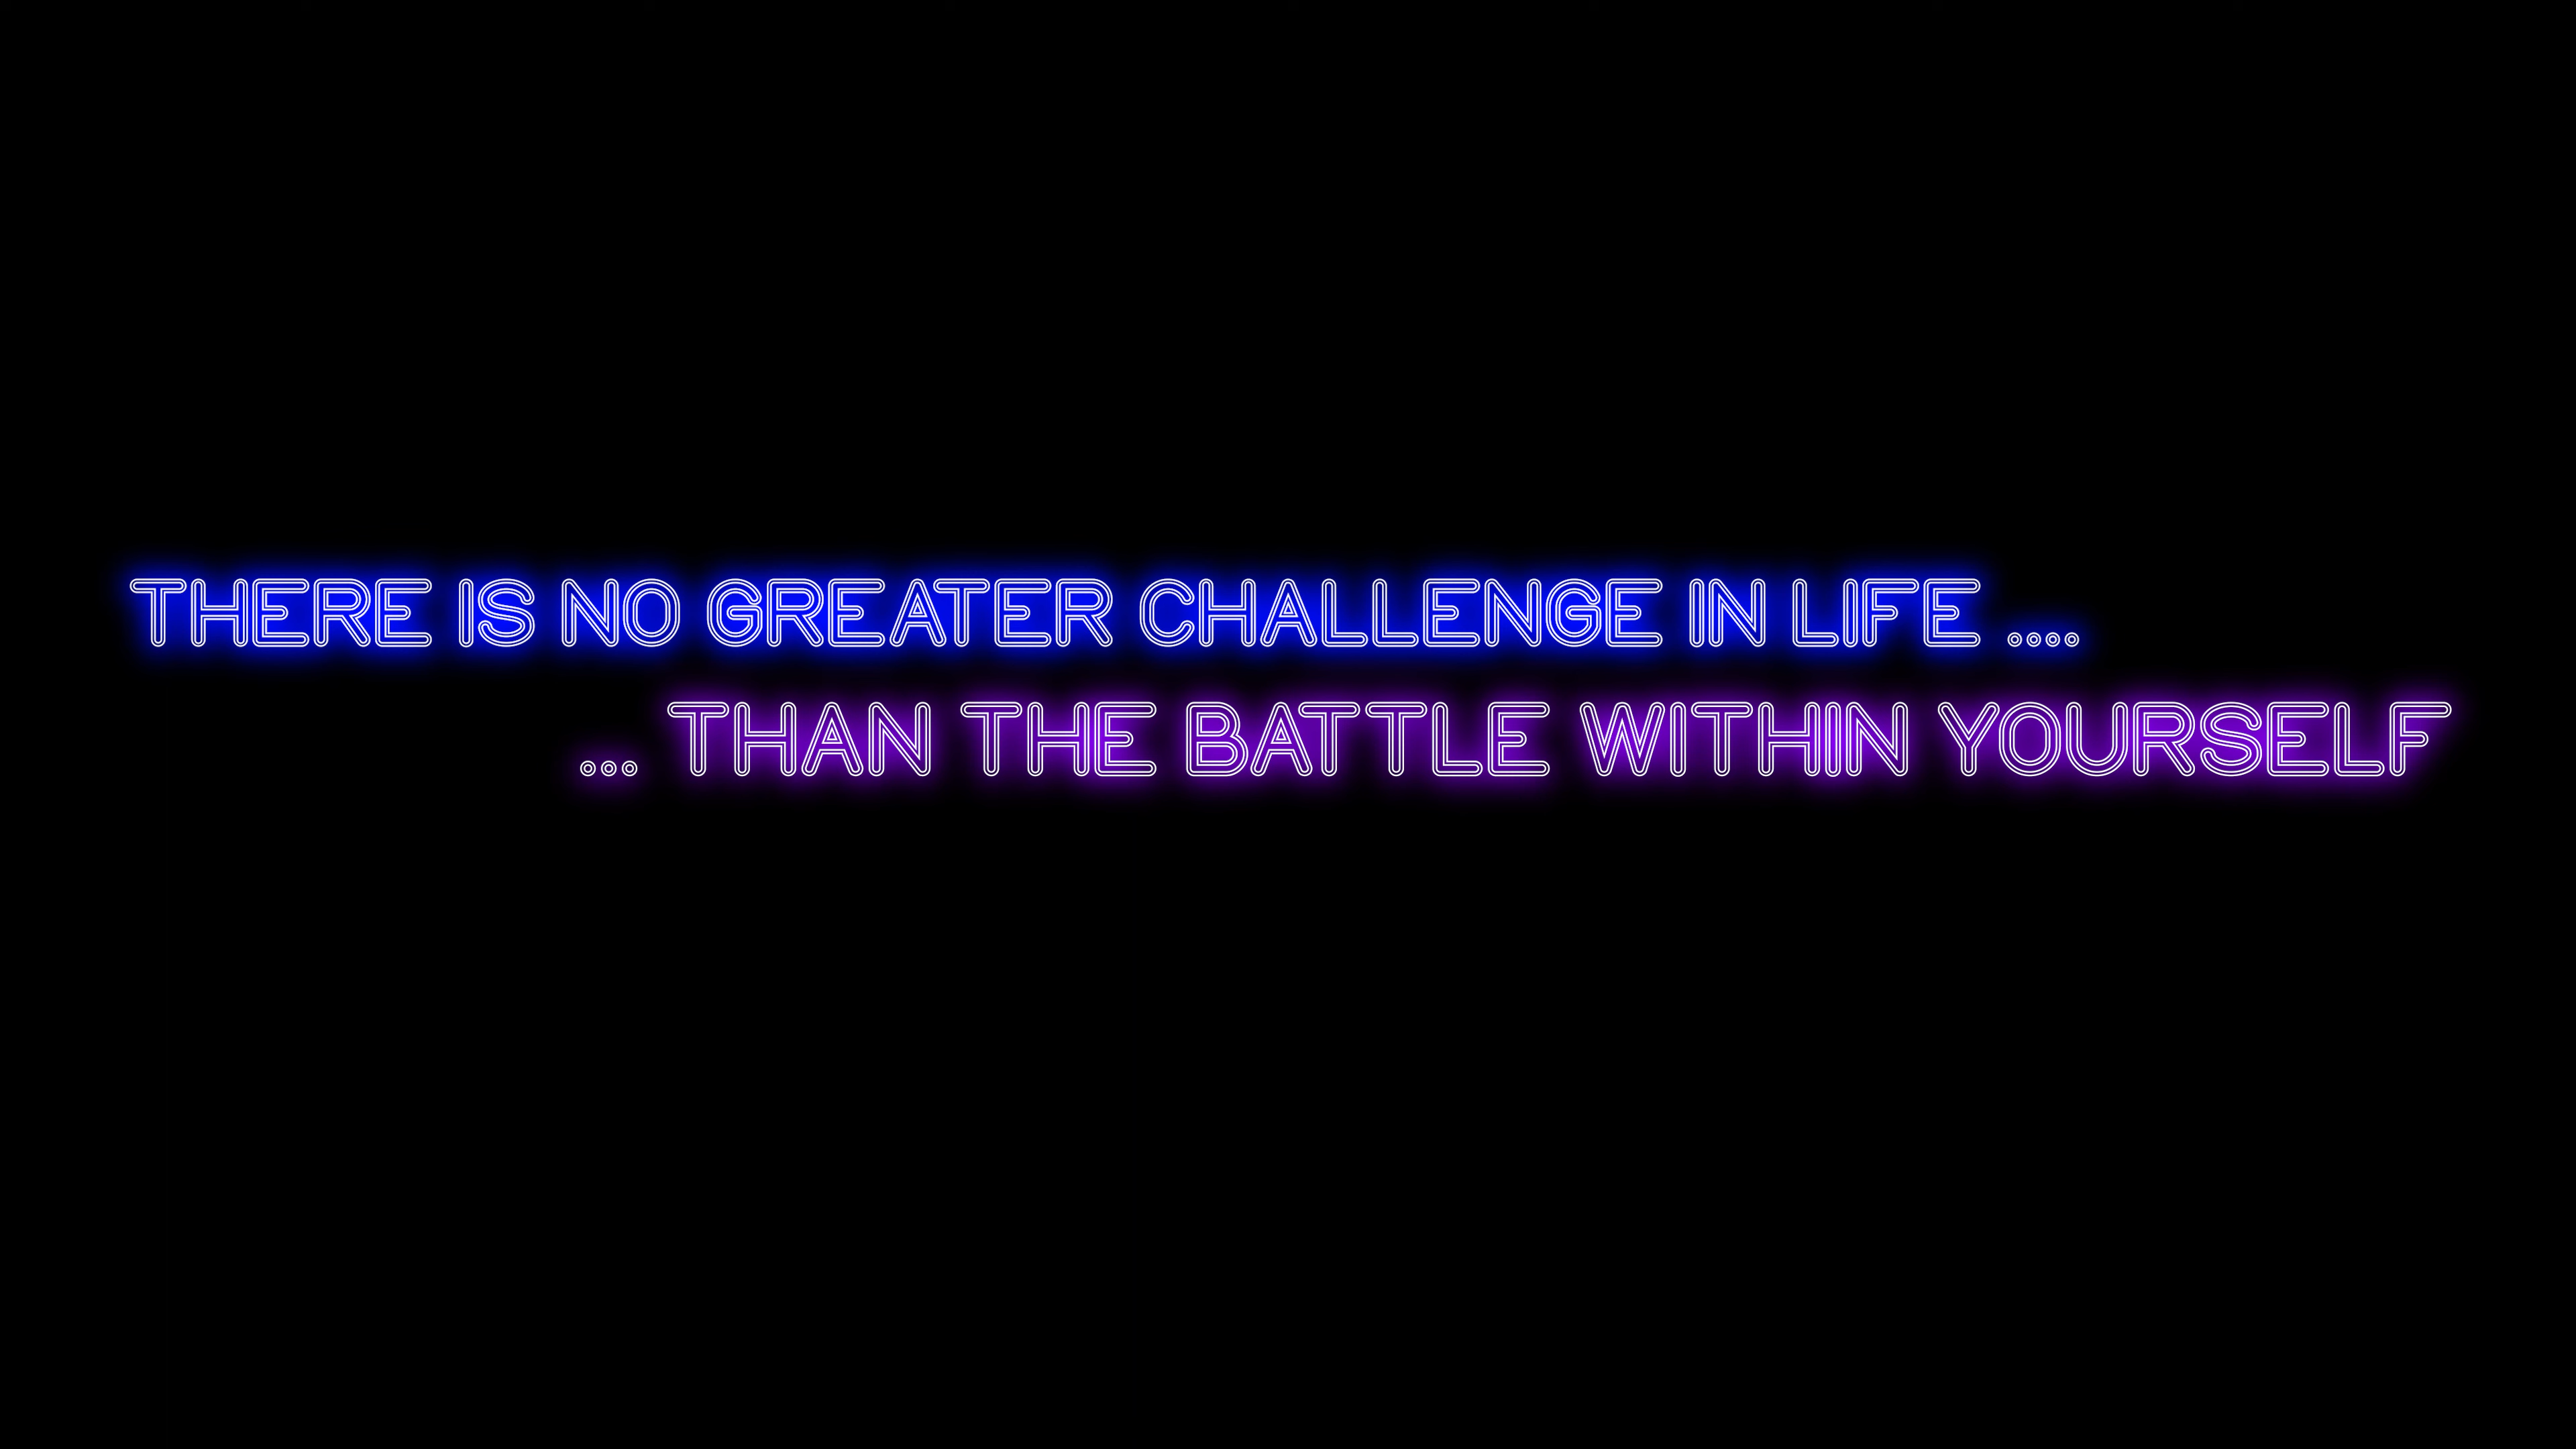 THERE IS NO GREATER CHALLENGE IN LIFE ....
... THAN THE BATTLE WITHIN YOURSELF